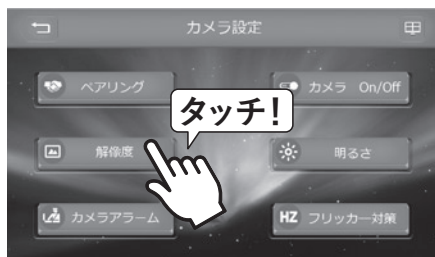 カメラ設定
ペアリング
カメラ On/Off
タッチ!
解像度
明るさ
カメラアラーム
HZ フリッカー対策